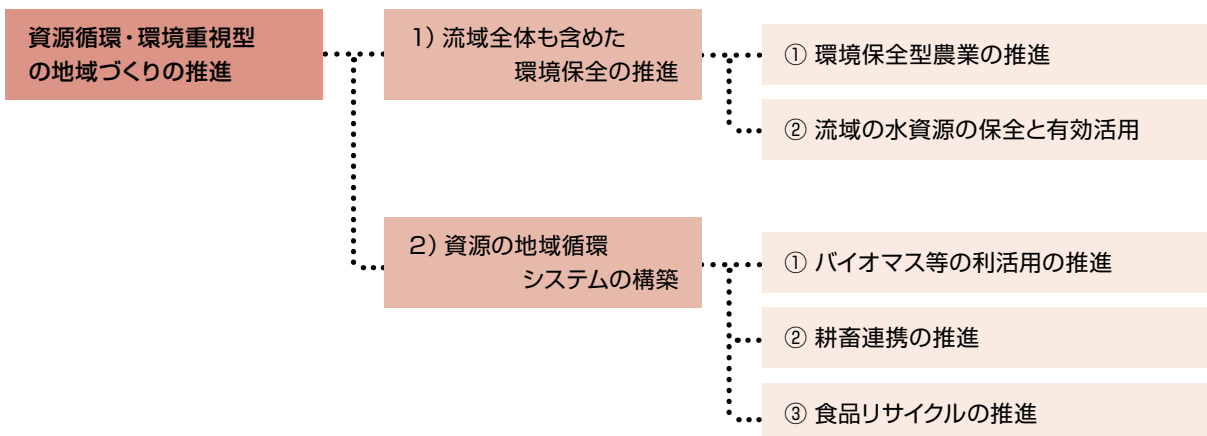 資源循環・環境重視型
の地域づくりの推進
1）流域全体も含めた
環境保全の推進
① 環境保全型農業の推進
② 流域の水資源の保全と有効活用
2）資源の地域循環
システムの構築
① バイオマス等の利活用の推進
② 耕畜連携の推進
③ 食品リサイクルの推進